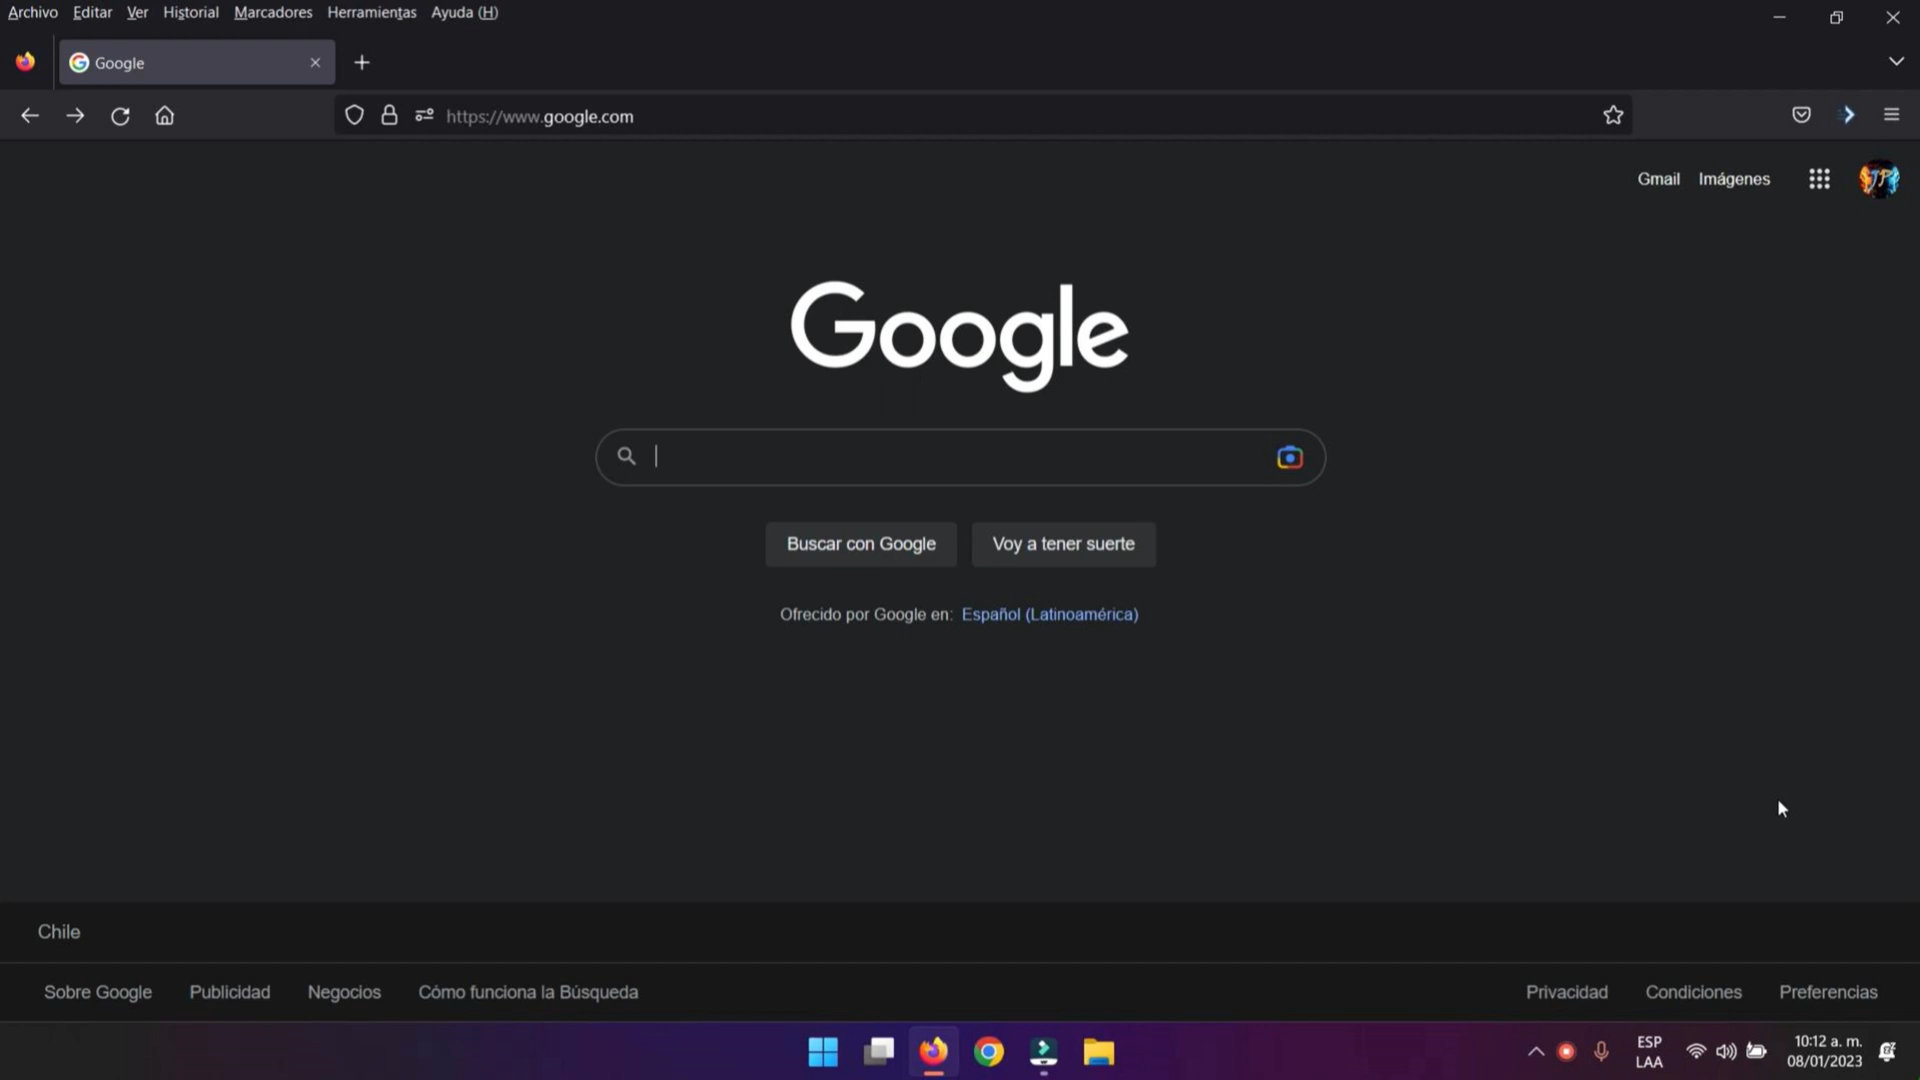 Archivo Editar Ver Historial Marcadores Herramientas Ayuda (H)
Google
https://www.google.com
Gmail Imágenes
Google
Buscar con Google Voy a tener suerte
Ofrecido por Google en: Español (Latinoamérica)
Chile
Sobre Google Publicidad Negocios Cómo funciona la Búsqueda Privacidad Condiciones Preferencias
ESP
LAA
10:12 a. m.
08/01/2023